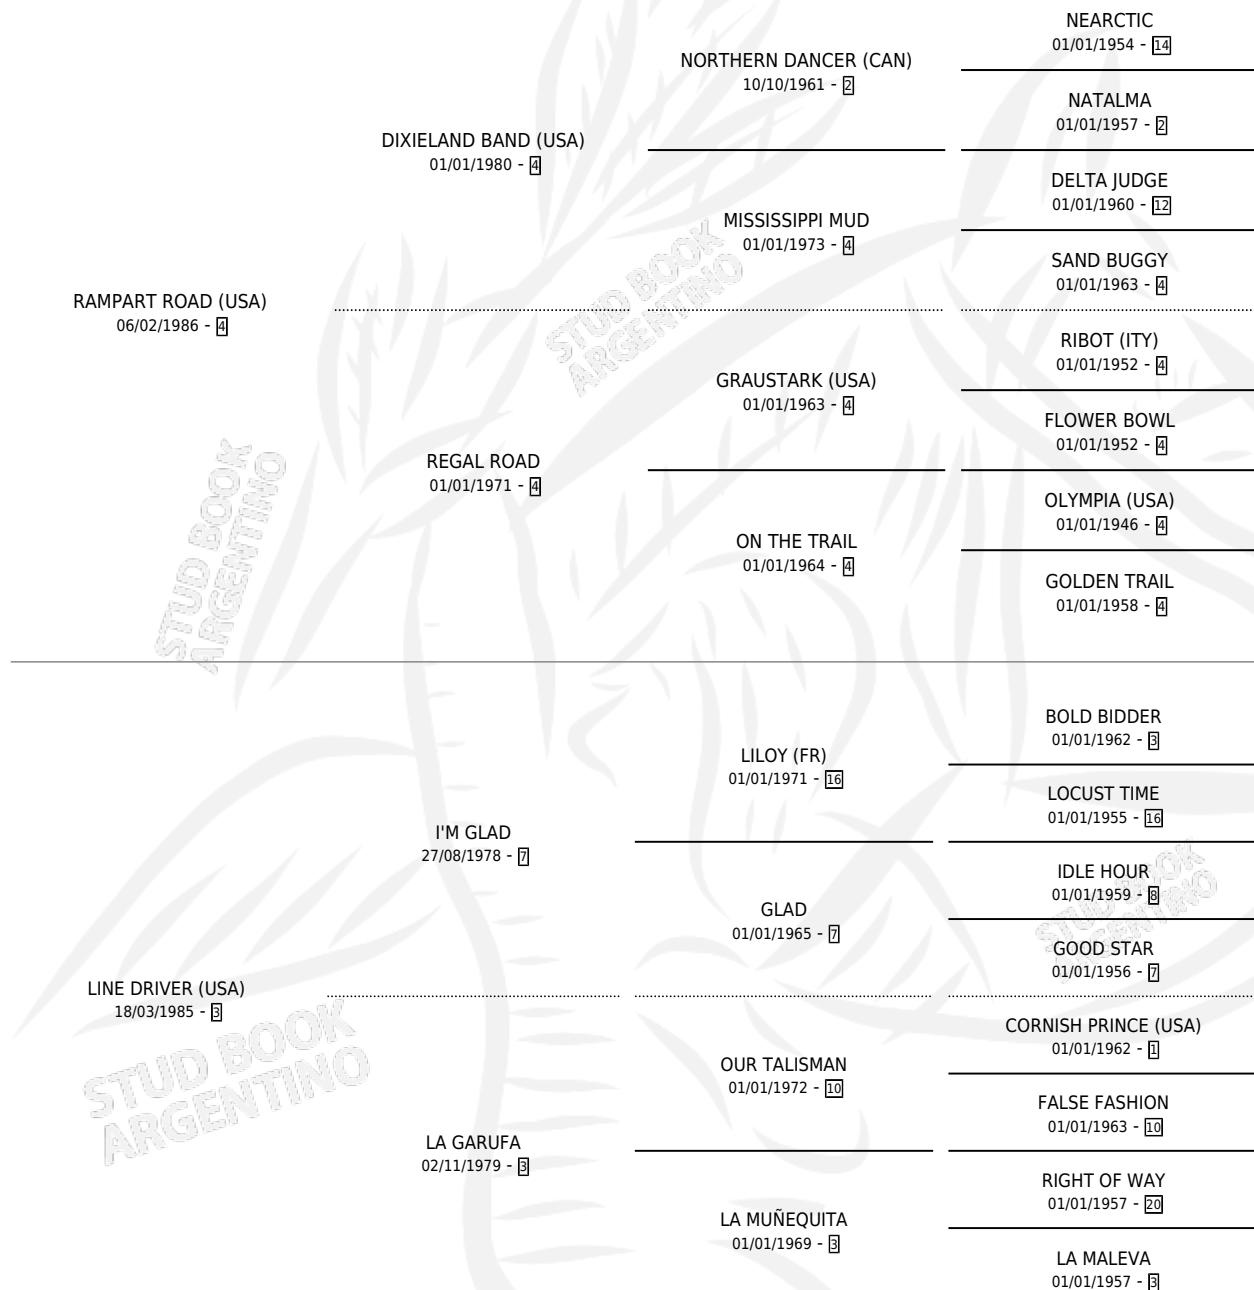 NEARCTIC
01/01/1954 - 14
NORTHERN DANCER (CAN)
10/10/1961 - 2
NATALMA
01/01/1957 - 2
DIXIELAND BAND (USA)
01/01/1980 - 4
DELTA JUDGE
01/01/1960 - 12
MISSISSIPPI MUD
01/01/1973 - 4
SAND BUGGY
01/01/1963 - 4
RAMPART ROAD (USA)
06/02/1986 - 4
RIBOT (ITY)
01/01/1952 - 4
GRAUSTARK (USA)
01/01/1963 - 4
FLOWER BOWL
01/01/1952 - 4
REGAL ROAD
01/01/1971 - 4
OLYMPIA (USA)
01/01/1946 - 4
ON THE TRAIL
01/01/1964 - 4
GOLDEN TRAIL
01/01/1958 - 4
BOLD BIDDER
01/01/1962 - 3
LILOY (FR)
01/01/1971 - 16
LOCUST TIME
01/01/1955 - 16
I'M GLAD
27/08/1978 - 7
IDLE HOUR
01/01/1959 - 8
GLAD
01/01/1965 - 7
GOOD STAR
01/01/1956 - 7
LINE DRIVER (USA)
18/03/1985 - 3
CORNISH PRINCE (USA)
01/01/1962 - 1
OUR TALISMAN
01/01/1972 - 10
FALSE FASHION
01/01/1963 - 10
LA GARUFA
02/11/1979 - 3
RIGHT OF WAY
01/01/1957 - 20
LA MUÑEQUITA
01/01/1969 - 3
LA MALEVA
01/01/1957 - 3
STUD BOOK
ARGENTINO
STUD BOOK
ARGENTINO
STUD BOOK
ARGENTINO
STUD BOOK
ARGENTINO